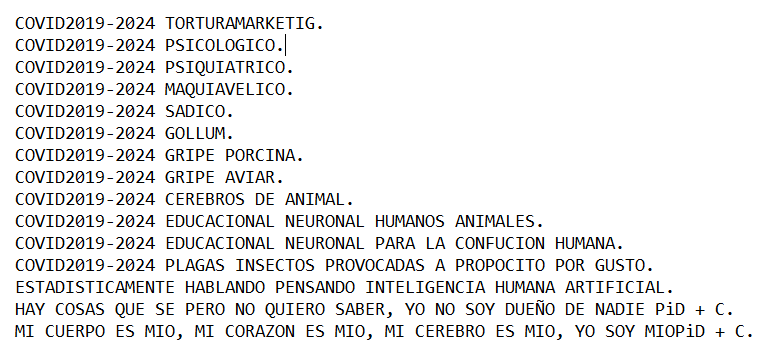 COVID2019-2024 TORTURAMARKETIG.
COVID2019-2024 PSICOLOGICO.
COVID2019-2024 PSIQUIATRICO.
COVID2019-2024 MAQUIAVELICO.
COVID2019-2024 SADICO.
COVID2019-2024 GOLLUM.
COVID2019-2024 GRIPE PORCINA.
COVID2019-2024 GRIPE AVIAR.
COVID2019-2024 CEREBROS DE ANIMAL.
COVID2019-2024 EDUCACIONAL NEURONAL HUMANOS ANIMALES.
COVID2019-2024 EDUCACIONAL NEURONAL PARA LA CONFUCION HUMANA.
COVID2019-2024 PLAGAS INSECTOS PROVOCADAS A PROPOCITO POR GUSTO.
ESTADISTICAMENTE HABLANDO PENSANDO INTELIGENCIA HUMANA ARTIFICIAL.
HAY COSAS QUE SE PERO NO QUIERO SABER, YO NO SOY DUEÑO DE NADIE PiD + C.
MI CUERPO ES MIO, MI CORAZON ES MIO, MI CEREBRO ES MIO, YO SOY MIOPiD + C.